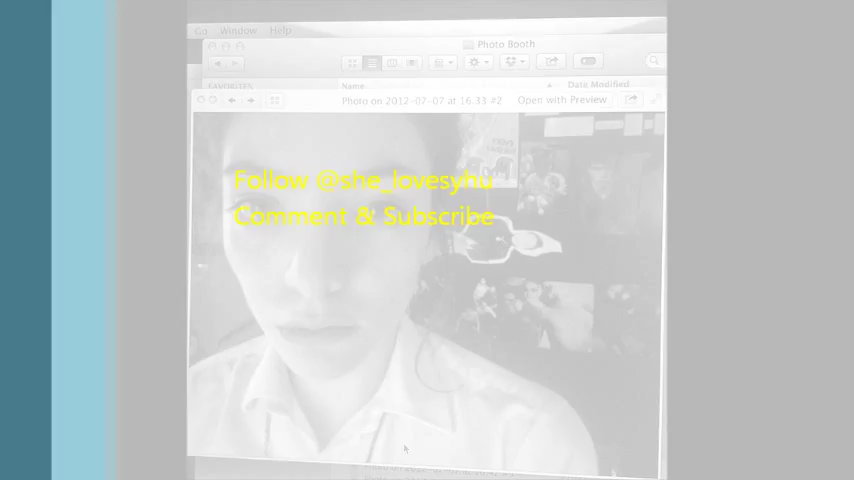 Go Window Help
Photo Booth
FAVORITES Name Date Modified
Photo on 2012-07-07 at 16.33 #2 Open with Preview
Follow @she_lovesyhu
Comment & Subscribe